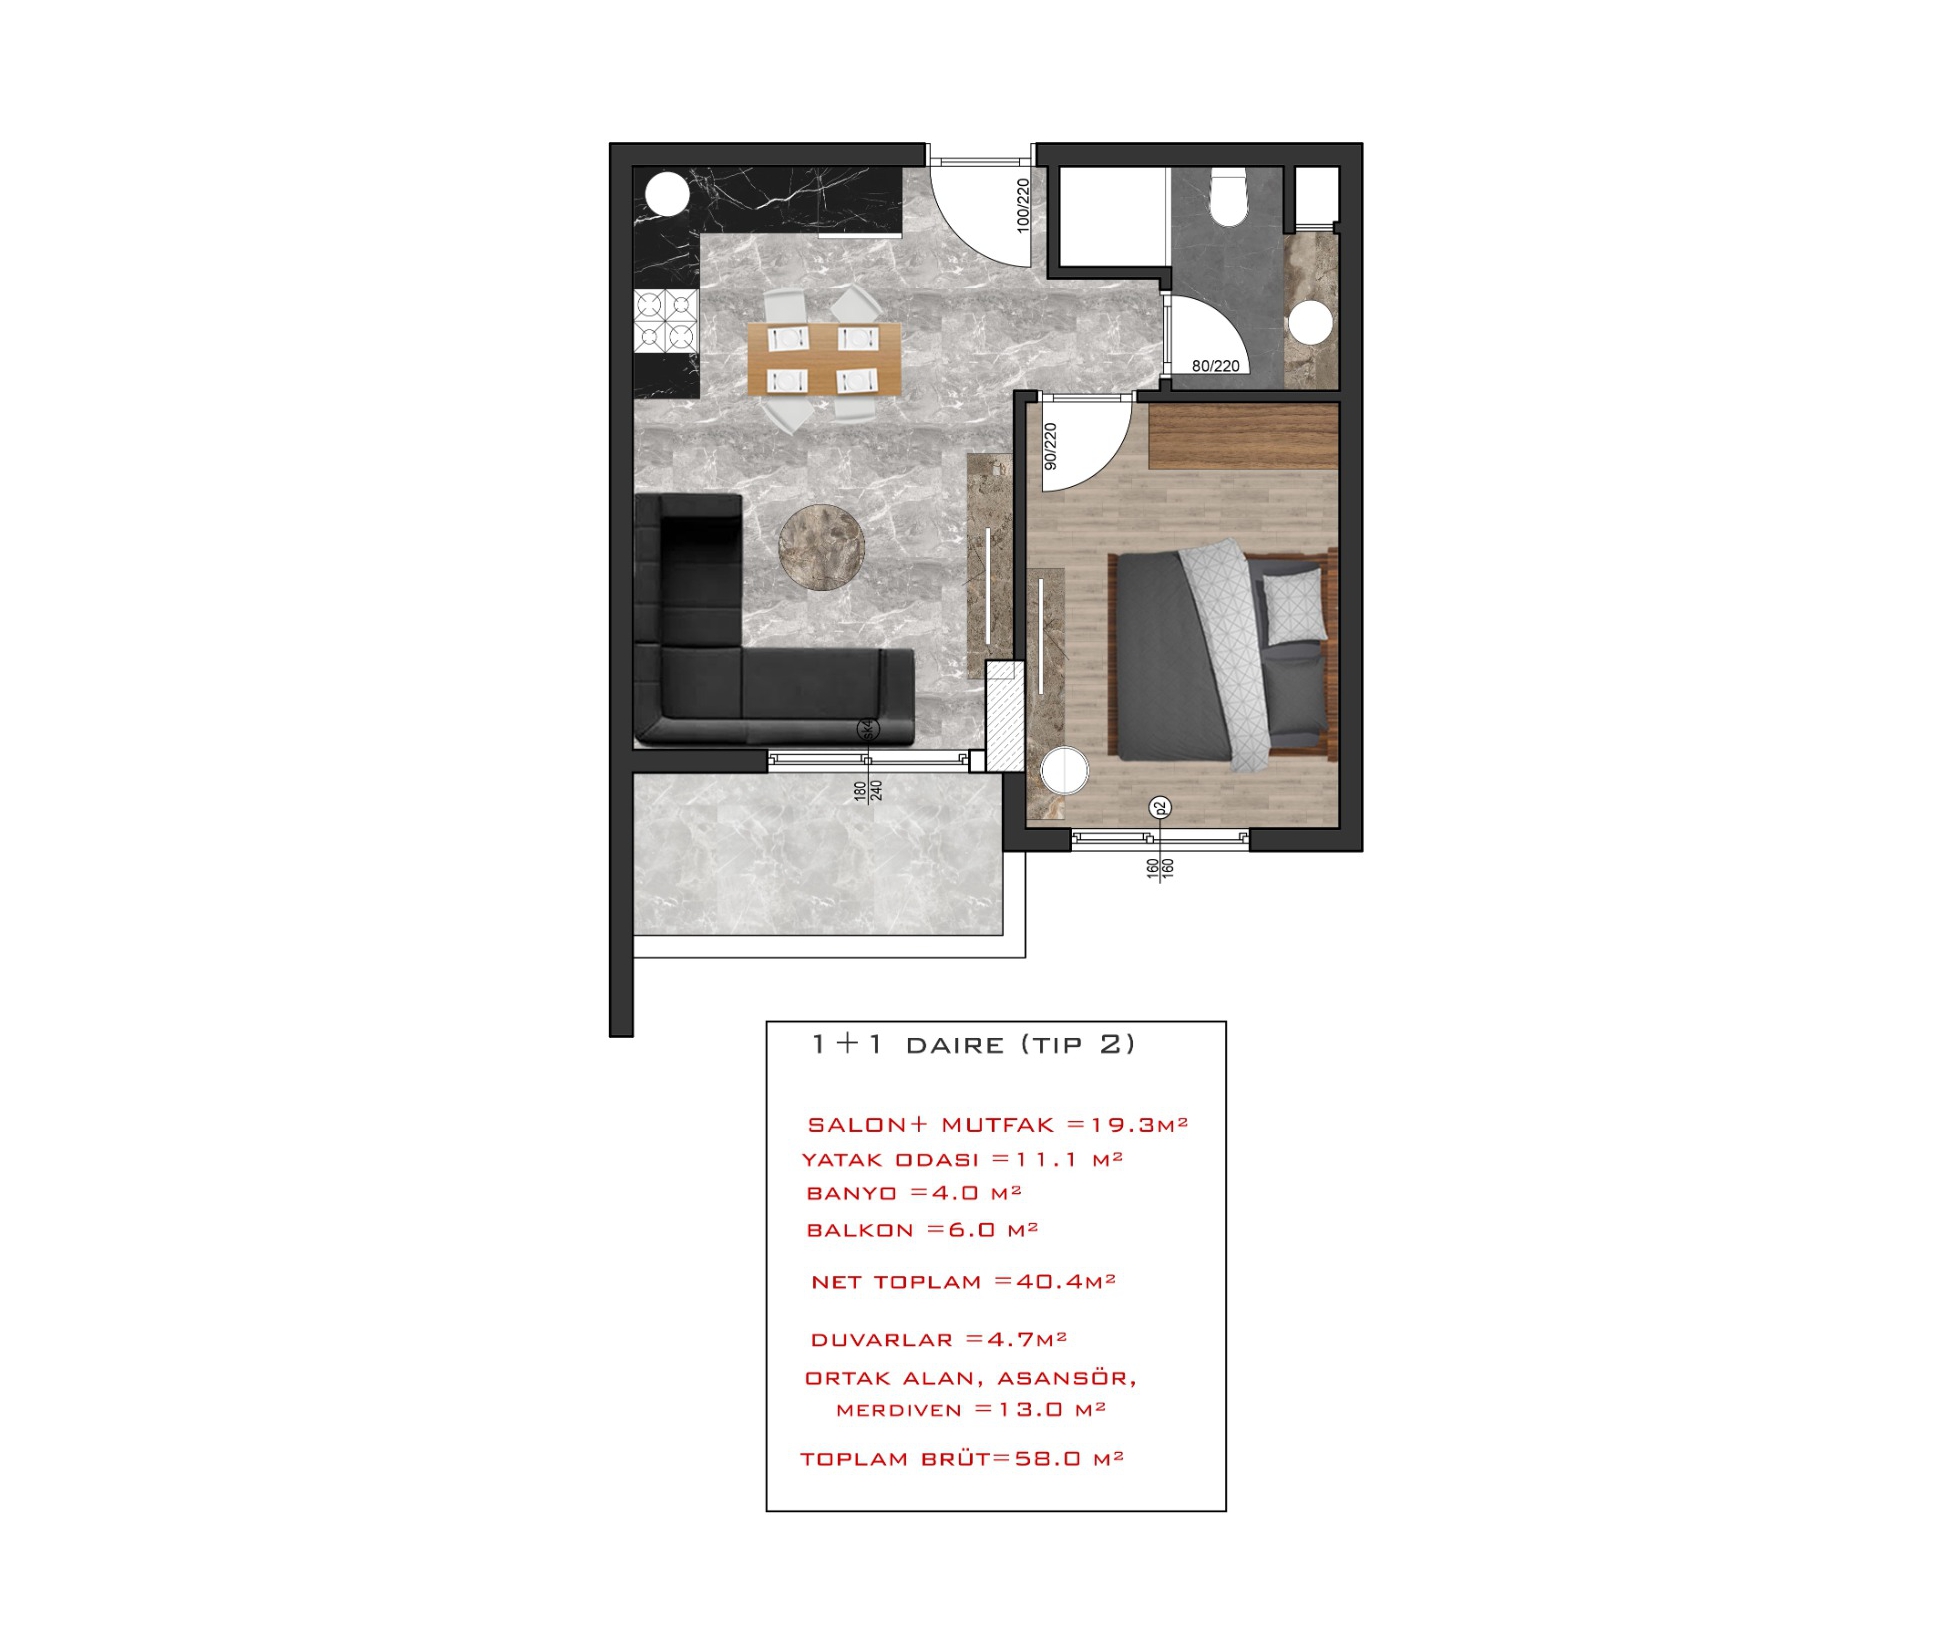 100/220
80/220
90/220
sk4
180
240
p2
160
160
1+1 DAIRE (TIP 2)
SALON+ MUTFAK =19.3M²
YATAK ODASI =11.1 M²
BANYO =4.0 M²
BALKON =6.0 M²
NET TOPLAM =40.4M²
DUVARLAR =4.7M²
ORTAK ALAN, ASANSÖR,
MERDIVEN =13.0 M²
TOPLAM BRÜT=58.0 M²